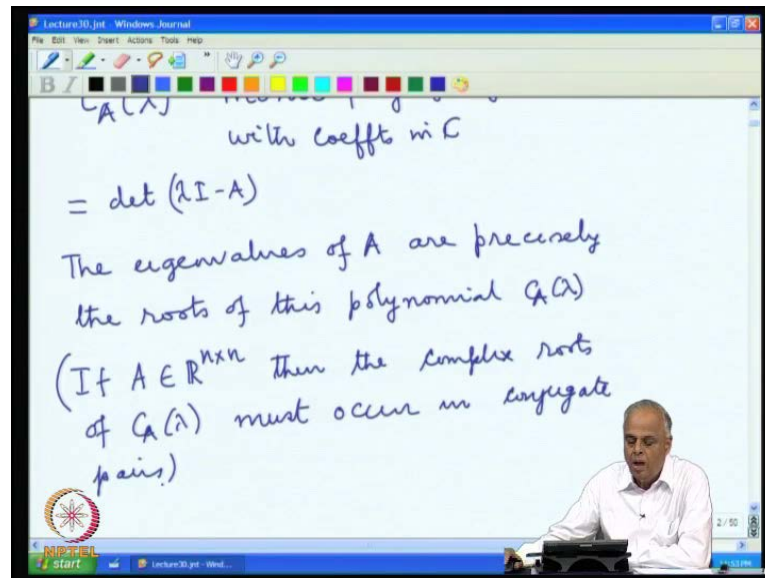 Lecture30.jnt - Windows Journal
File Edit View Insert Actions Tools Help
B I
C_A(λ)
with coeffts in ℂ
= det (λI - A)
The eigenvalues of A are precisely
the roots of this polynomial C_A(λ)
(If A ∈ ℝ^{n×n} then the complex roots
of C_A(λ) must occur in conjugate
pairs.)
2 / 50
NPTEL
start
Lecture30.jnt - Wind...